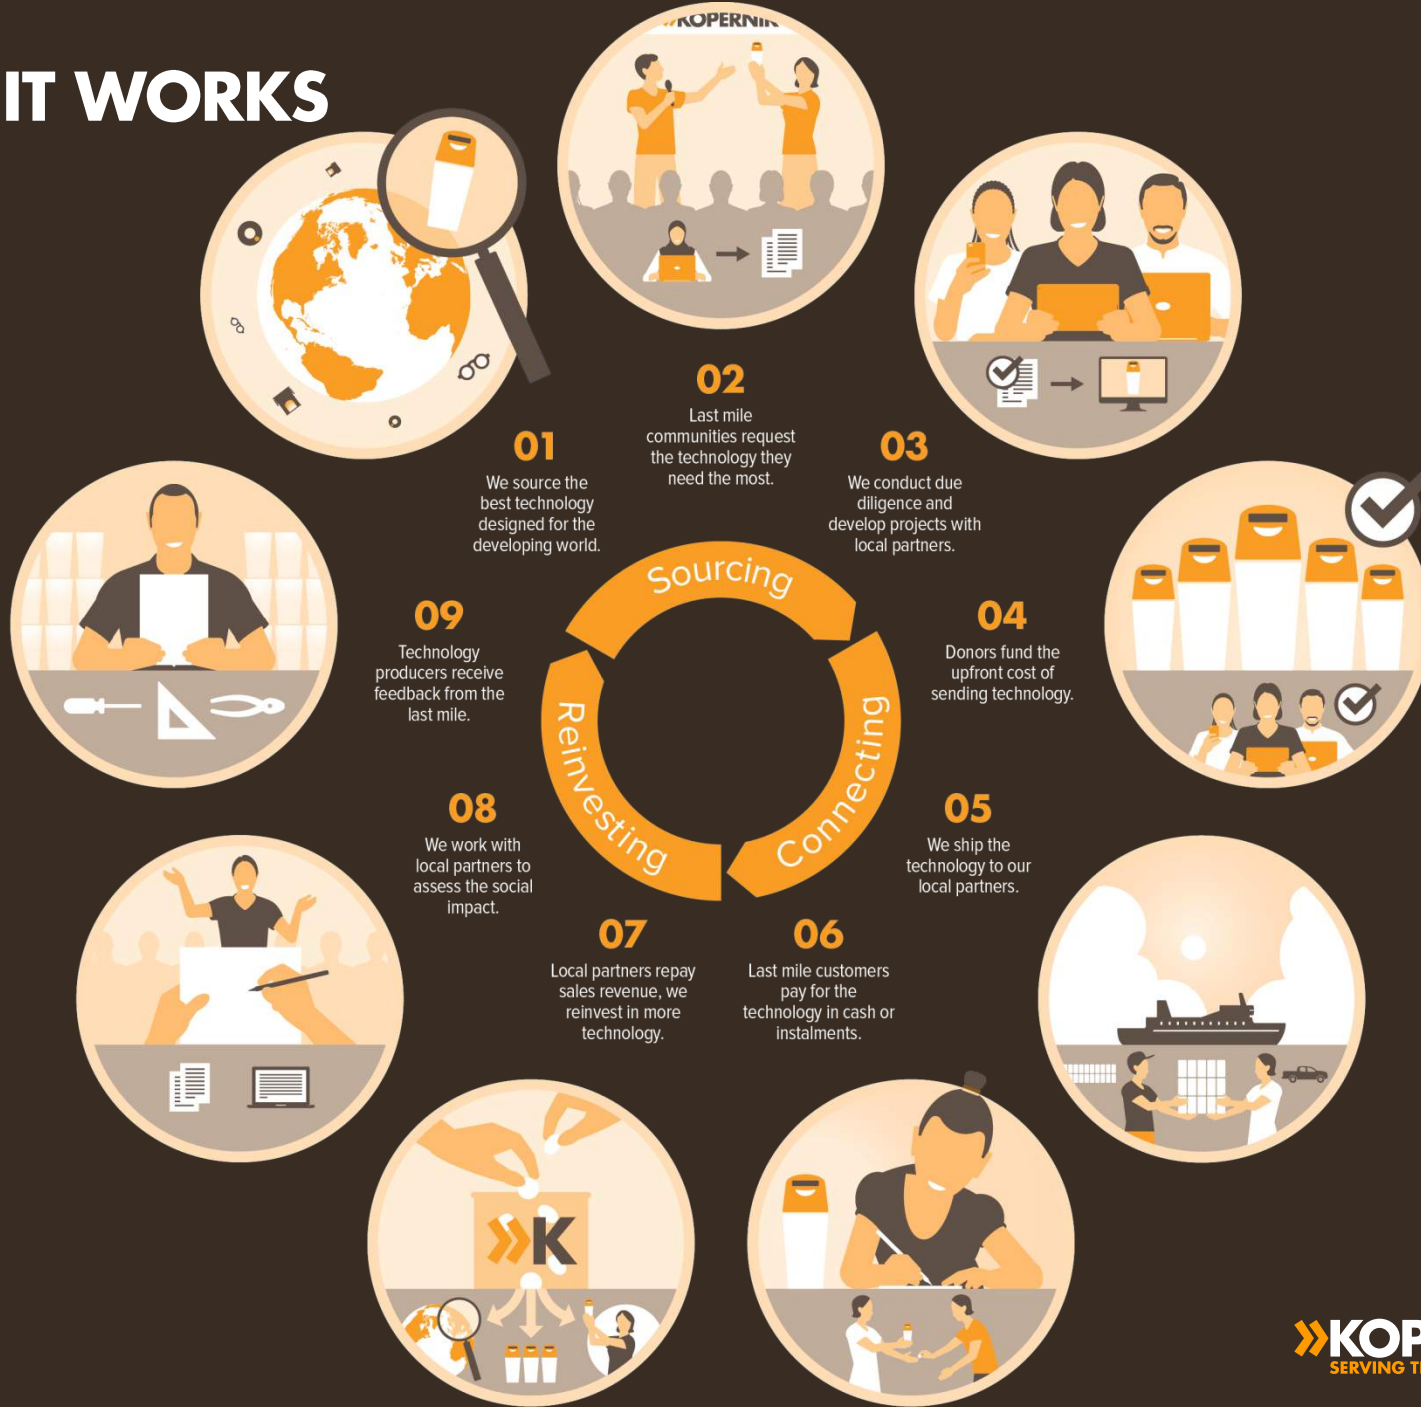 IT WORKS
KOPERNIK
01
We source the
best technology
designed for the
developing world.
02
Last mile
communities request
the technology they
need the most.
03
We conduct due
diligence and
develop projects with
local partners.
04
Donors fund the
upfront cost of
sending technology.
05
We ship the
technology to our
local partners.
06
Last mile customers
pay for the
technology in cash or
instalments.
07
Local partners repay
sales revenue, we
reinvest in more
technology.
08
We work with
local partners to
assess the social
impact.
09
Technology
producers receive
feedback from the
last mile.
Sourcing
Connecting
Reinvesting
K
KOP
SERVING